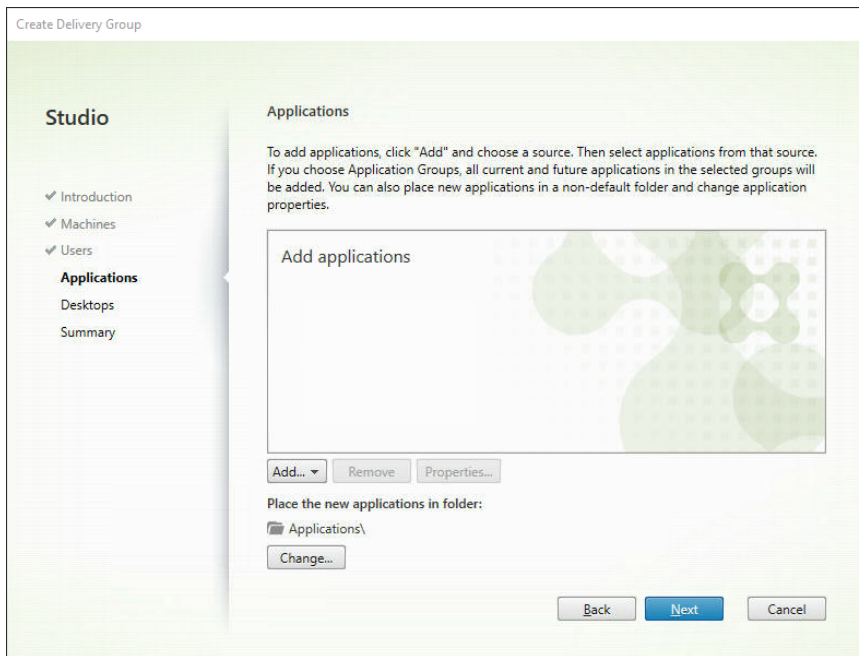 Create Delivery Group
Studio
✔ Introduction
✔ Machines
✔ Users
Applications
Desktops
Summary
Applications
To add applications, click "Add" and choose a source. Then select applications from that source.
If you choose Application Groups, all current and future applications in the selected groups will
be added. You can also place new applications in a non-default folder and change application
properties.
Add applications
Add...
Remove
Properties...
Place the new applications in folder:
Applications\
Change...
Back
Next
Cancel